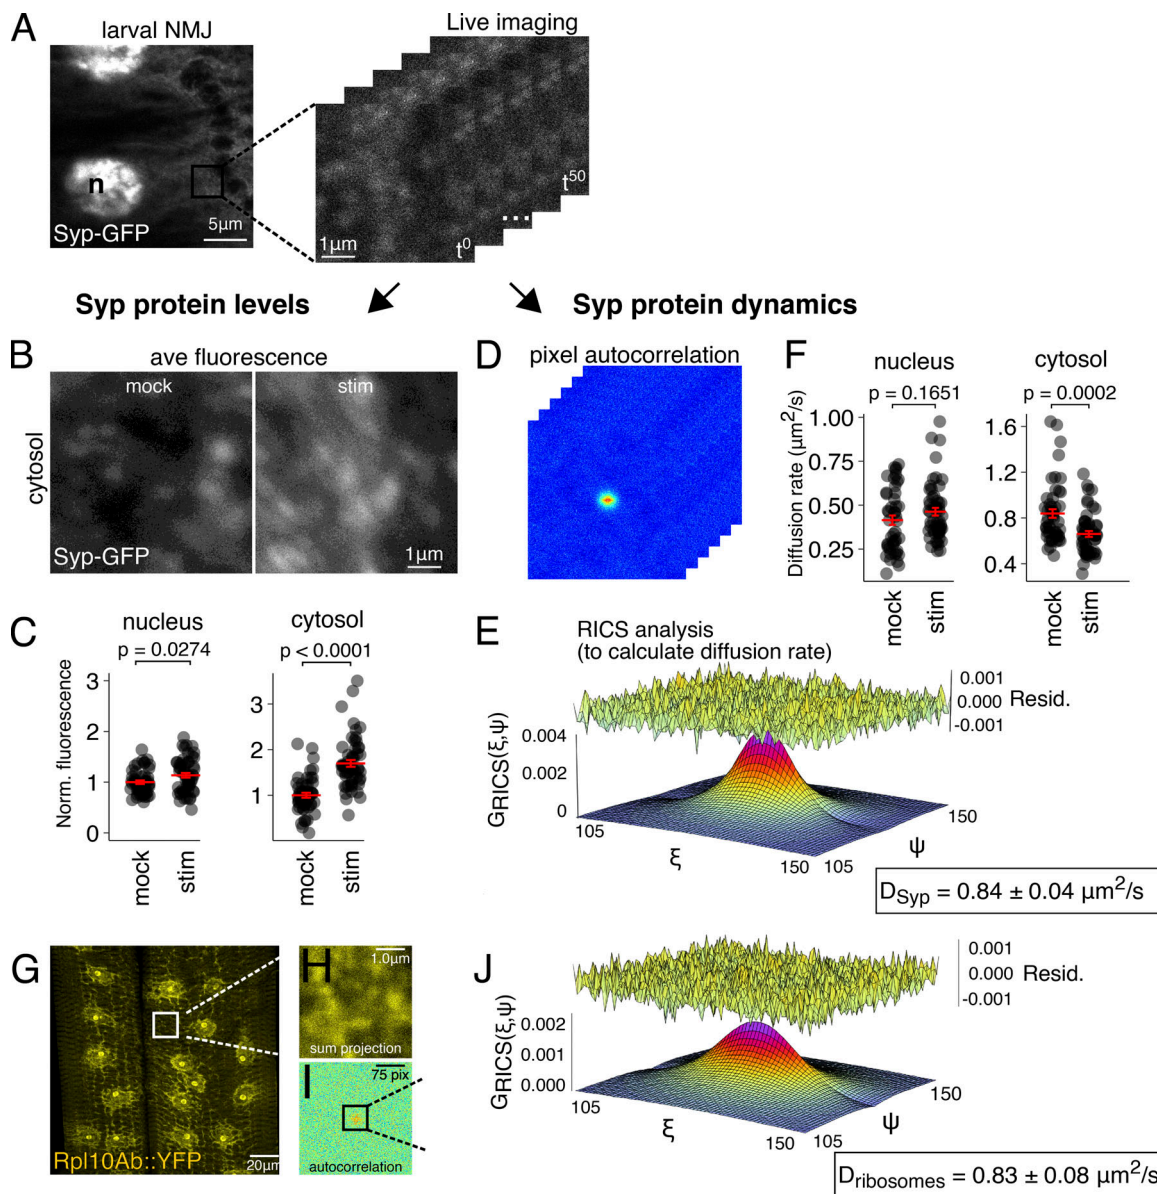 A
larval NMJ
Live imaging
n
Syp-GFP
5µm
1µm
t0
...
t50
Syp protein levels
Syp protein dynamics
B
ave fluorescence
mock
stim
cytosol
Syp-GFP
1µm
C
nucleus
cytosol
p = 0.0274
p < 0.0001
Norm. fluorescence
3
2
1
0
3
2
1
mock
stim
mock
stim
D
pixel autocorrelation
F
nucleus
cytosol
p = 0.1651
p = 0.0002
Diffusion rate (µm²/s)
1.00
0.75
0.50
0.25
1.6
1.2
0.8
0.4
mock
stim
mock
stim
E
RICS analysis
(to calculate diffusion rate)
0.001
0.000
-0.001
Resid.
GRICS(ξ,ψ)
0.004
0.002
0
105
ξ
150
105
ψ
150
DSyp = 0.84 ± 0.04 µm²/s
G
Rpl10Ab::YFP
20µm
H
1.0µm
sum projection
I
75 pix
autocorrelation
J
0.001
0.000
-0.001
Resid.
GRICS(ξ,ψ)
0.002
0.001
0.000
105
ξ
150
105
ψ
150
Dribosomes = 0.83 ± 0.08 µm²/s